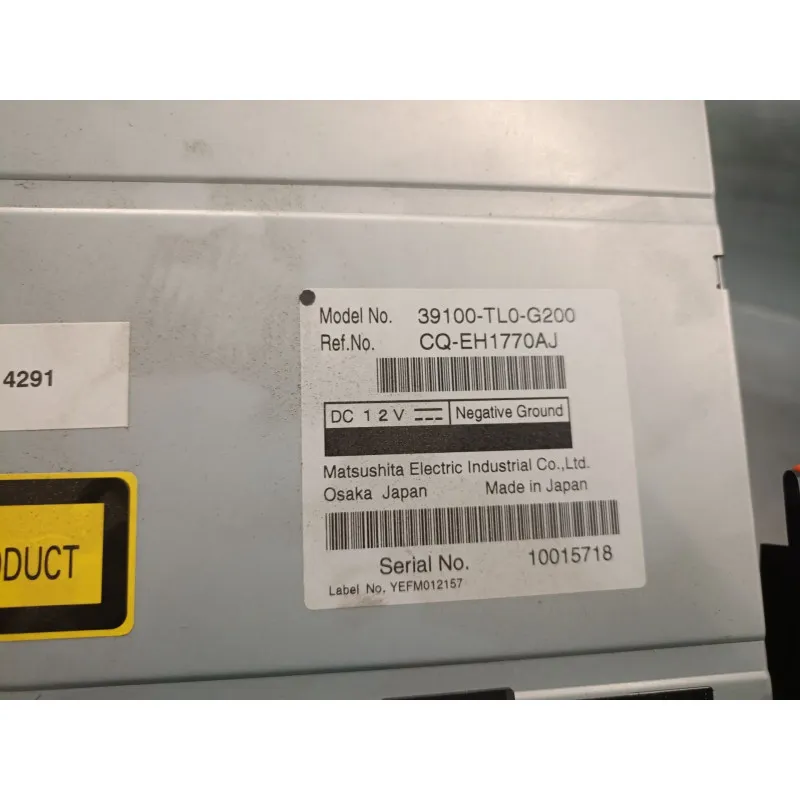 Model No. 39100-TL0-G200
Ref.No. CQ-EH1770AJ
4291
DC 12V Negative Ground
Matsushita Electric Industrial Co.,Ltd.
Osaka Japan Made in Japan
ODUCT
Serial No. 10015718
Label No. YEFM012157